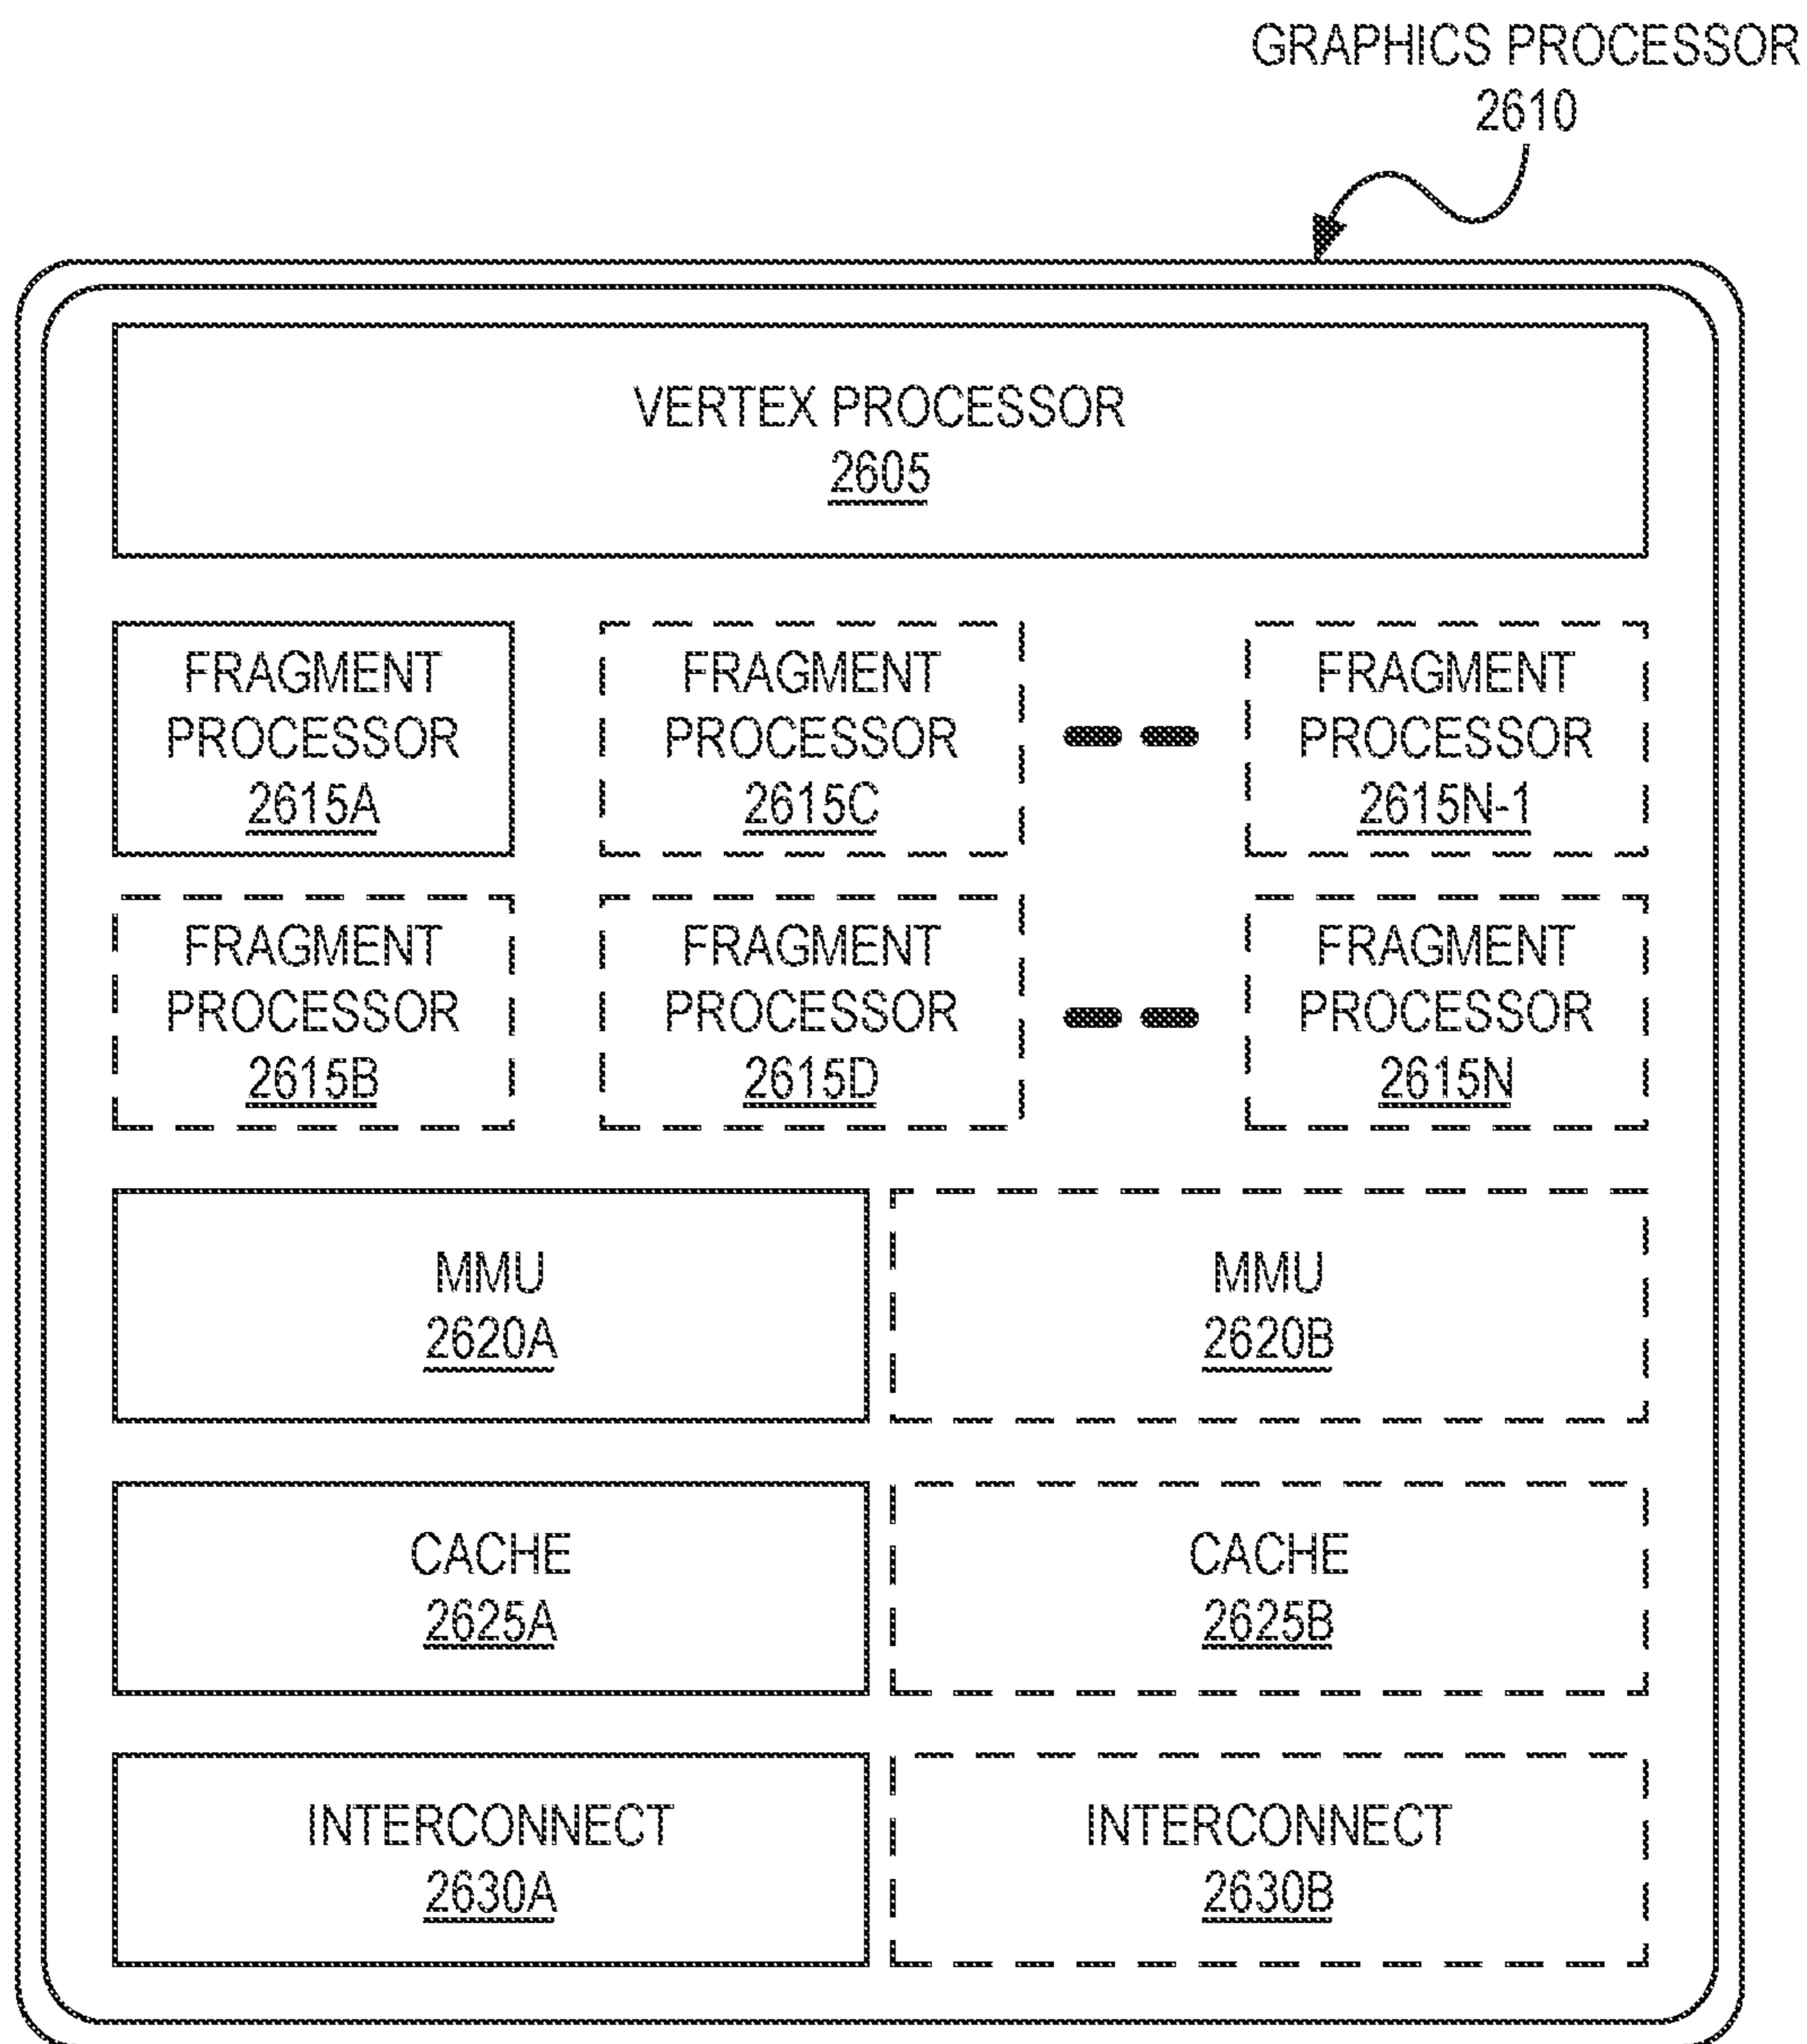 GRAPHICS PROCESSOR
2610
VERTEX PROCESSOR
2605
FRAGMENT
PROCESSOR
2615A
FRAGMENT
PROCESSOR
2615C
FRAGMENT
PROCESSOR
2615N-1
FRAGMENT
PROCESSOR
2615B
FRAGMENT
PROCESSOR
2615D
FRAGMENT
PROCESSOR
2615N
MMU
2620A
MMU
2620B
CACHE
2625A
CACHE
2625B
INTERCONNECT
2630A
INTERCONNECT
2630B